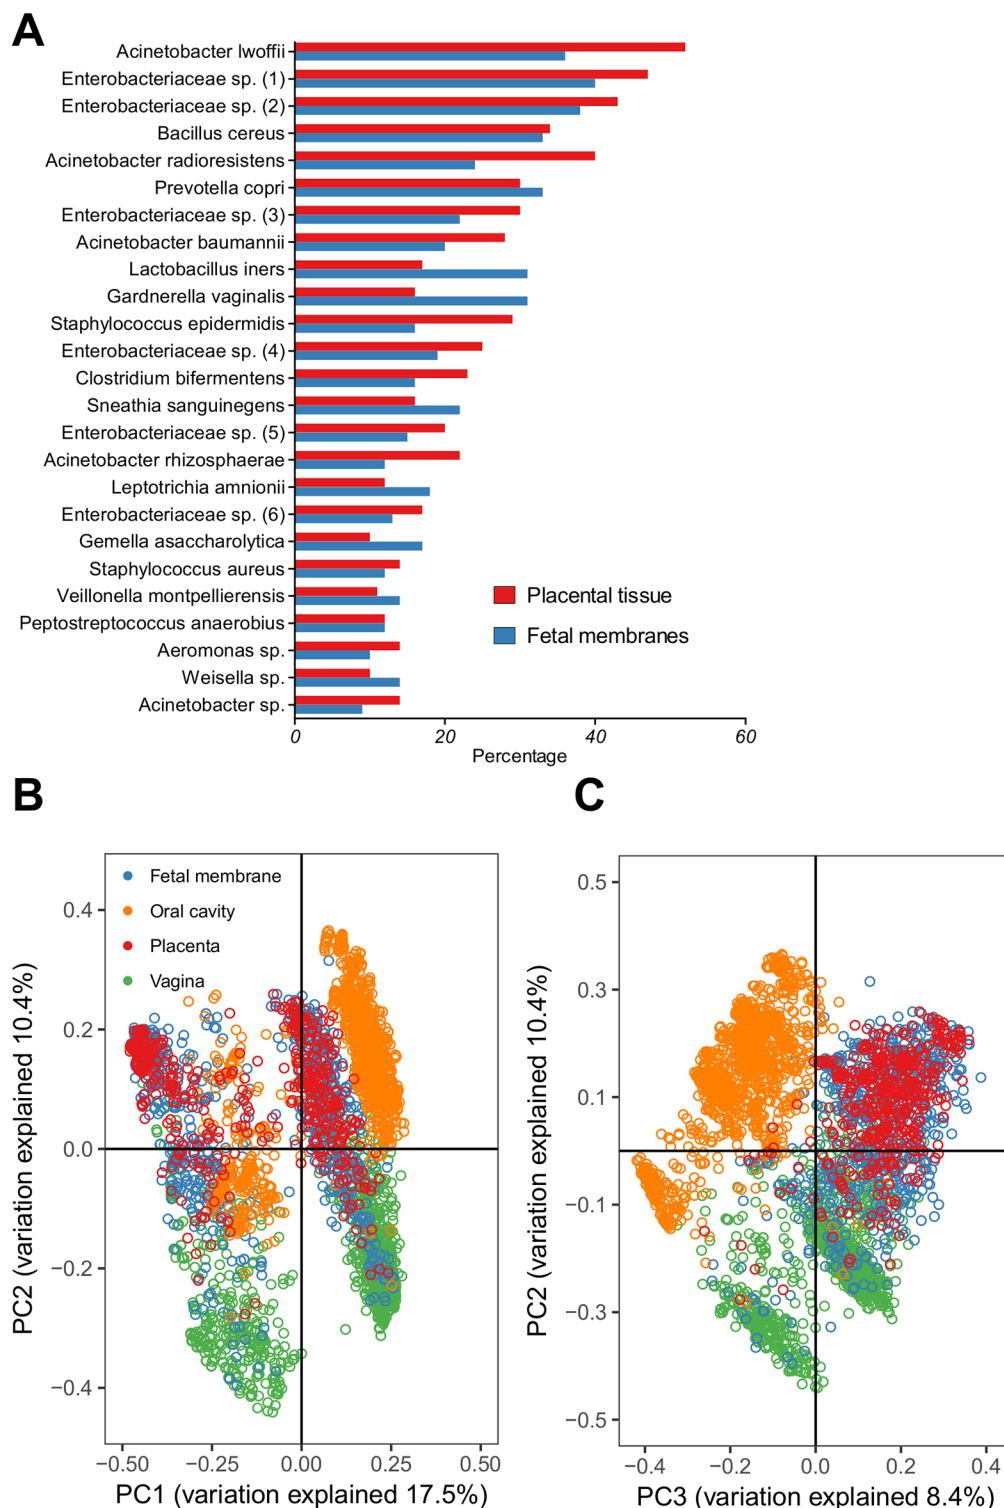 A
Acinetobacter lwoffii
Enterobacteriaceae sp. (1)
Enterobacteriaceae sp. (2)
Bacillus cereus
Acinetobacter radioresistens
Prevotella copri
Enterobacteriaceae sp. (3)
Acinetobacter baumannii
Lactobacillus iners
Gardnerella vaginalis
Staphylococcus epidermidis
Enterobacteriaceae sp. (4)
Clostridium bifermentens
Sneathia sanguinegens
Enterobacteriaceae sp. (5)
Acinetobacter rhizosphaerae
Leptotrichia amnionii
Enterobacteriaceae sp. (6)
Gemella asaccharolytica
Staphylococcus aureus
Veillonella montpellierensis
Peptostreptococcus anaerobius
Aeromonas sp.
Weisella sp.
Acinetobacter sp.
Placental tissue
Fetal membranes
0 20 40 60
Percentage
B
Fetal membrane
Oral cavity
Placenta
Vagina
PC2 (variation explained 10.4%)
0.4
0.2
0.0
−0.2
−0.4
−0.50 −0.25 0.00 0.25 0.50
PC1 (variation explained 17.5%)
C
PC2 (variation explained 10.4%)
0.5
0.3
0.1
−0.1
−0.3
−0.5
−0.4 −0.2 0.0 0.2 0.4
PC3 (variation explained 8.4%)